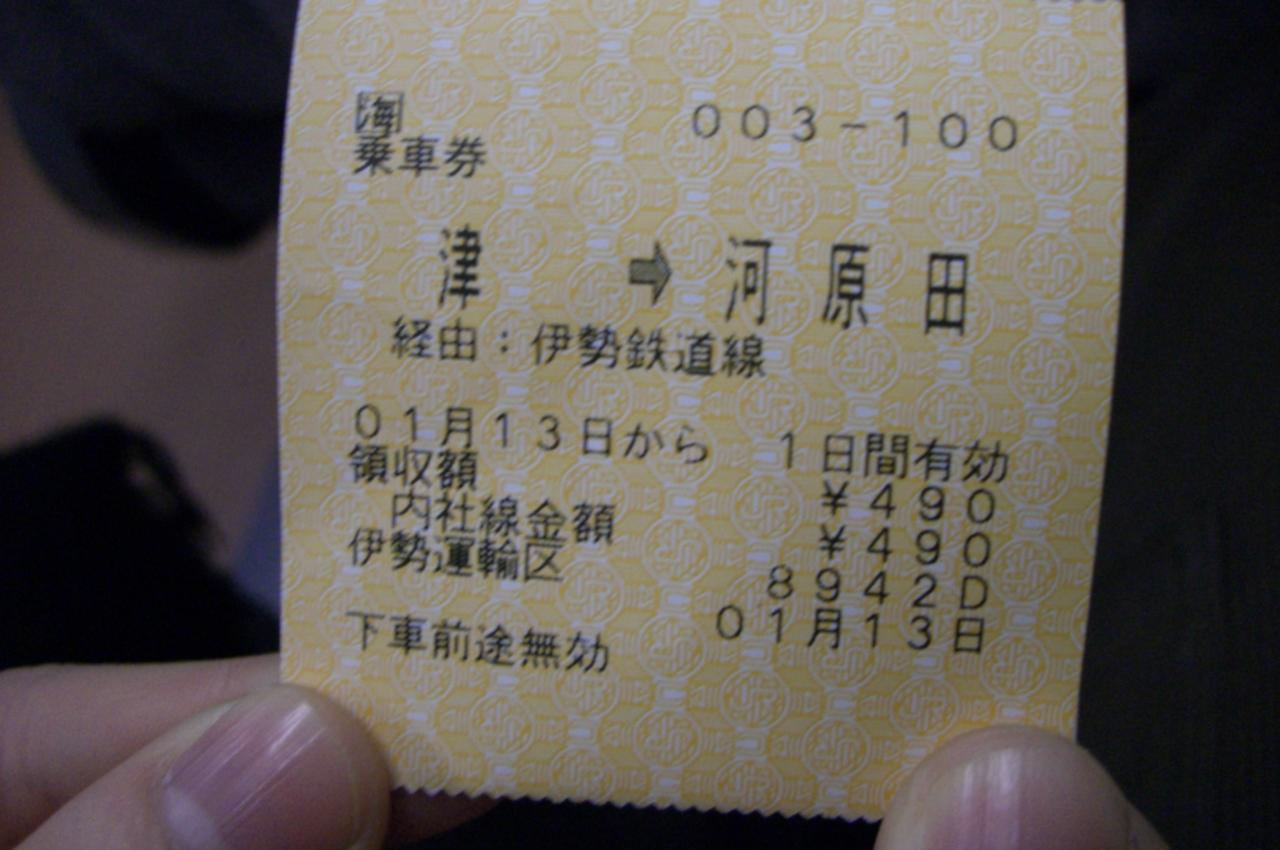 海 003-100
乗車券
津 ➡ 河原田
経由：伊勢鉄道線
01月13日から 1日間有効
領収額 ¥490
内社線金額 ¥490
伊勢運輸区 8942D
01月13日
下車前途無効